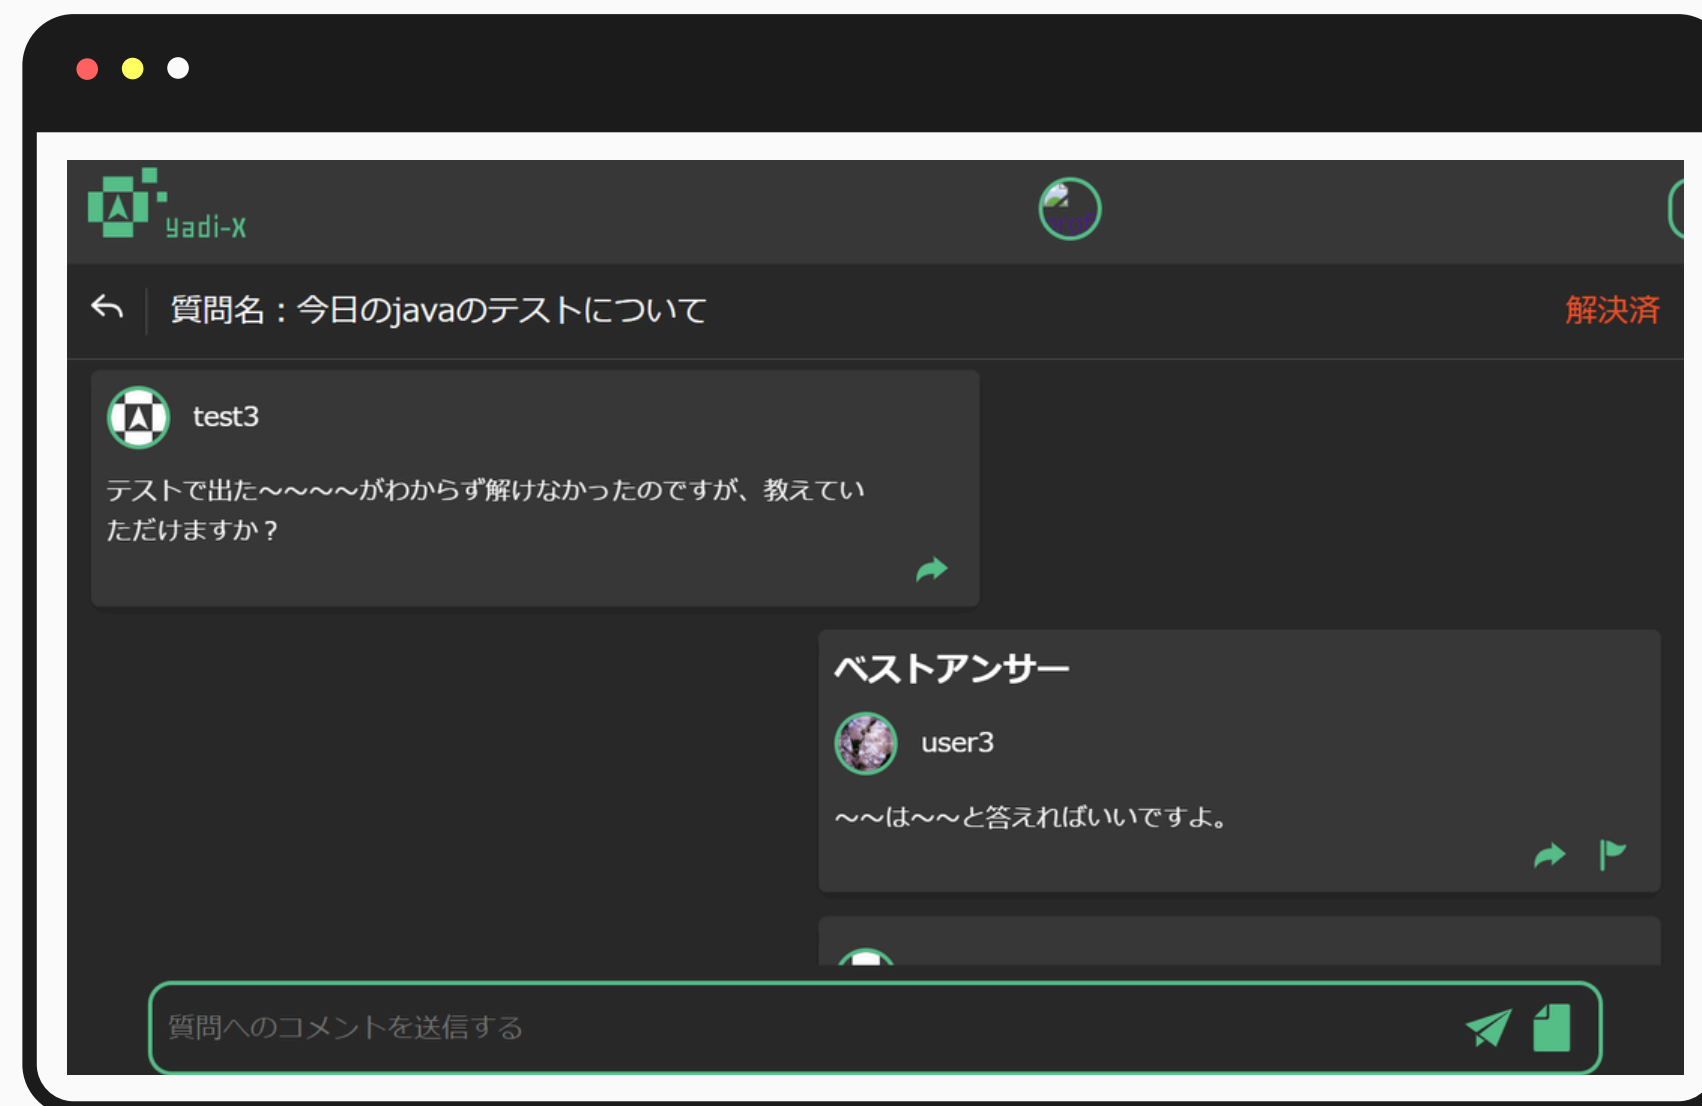 yadi-x
質問名：今日のjavaのテストについて
解決済
test3
テストで出た～～～～がわからず解けなかったのですが、教えてい
ただけますか？
ベストアンサー
user3
～～は～～と答えればいいですよ。
質問へのコメントを送信する